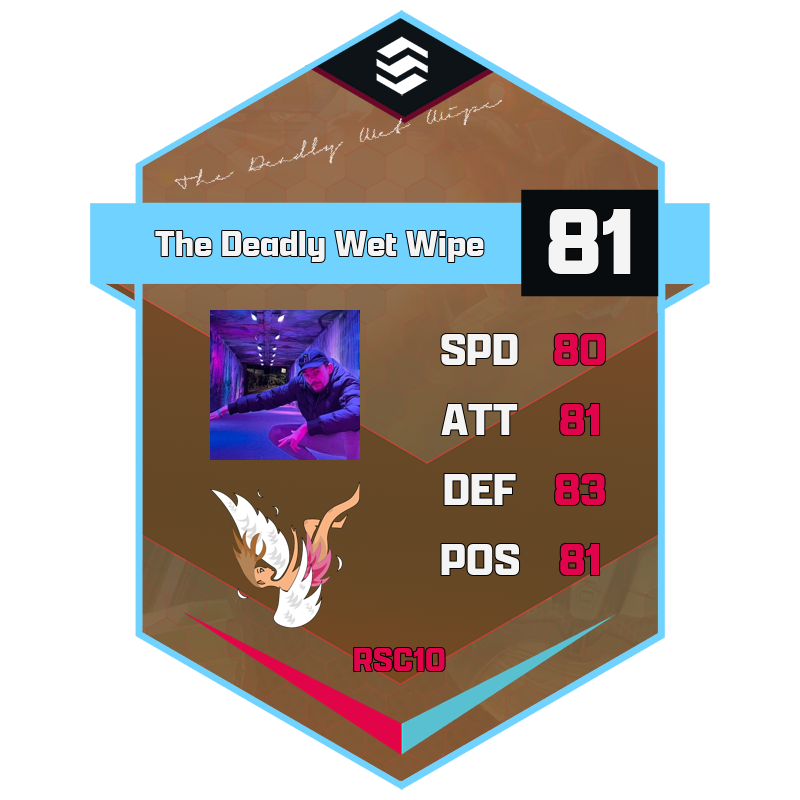 The Deadly Wet Wipe
The Deadly Wet Wipe 81
SPD 80
ATT 81
DEF 83
POS 81
RSC10